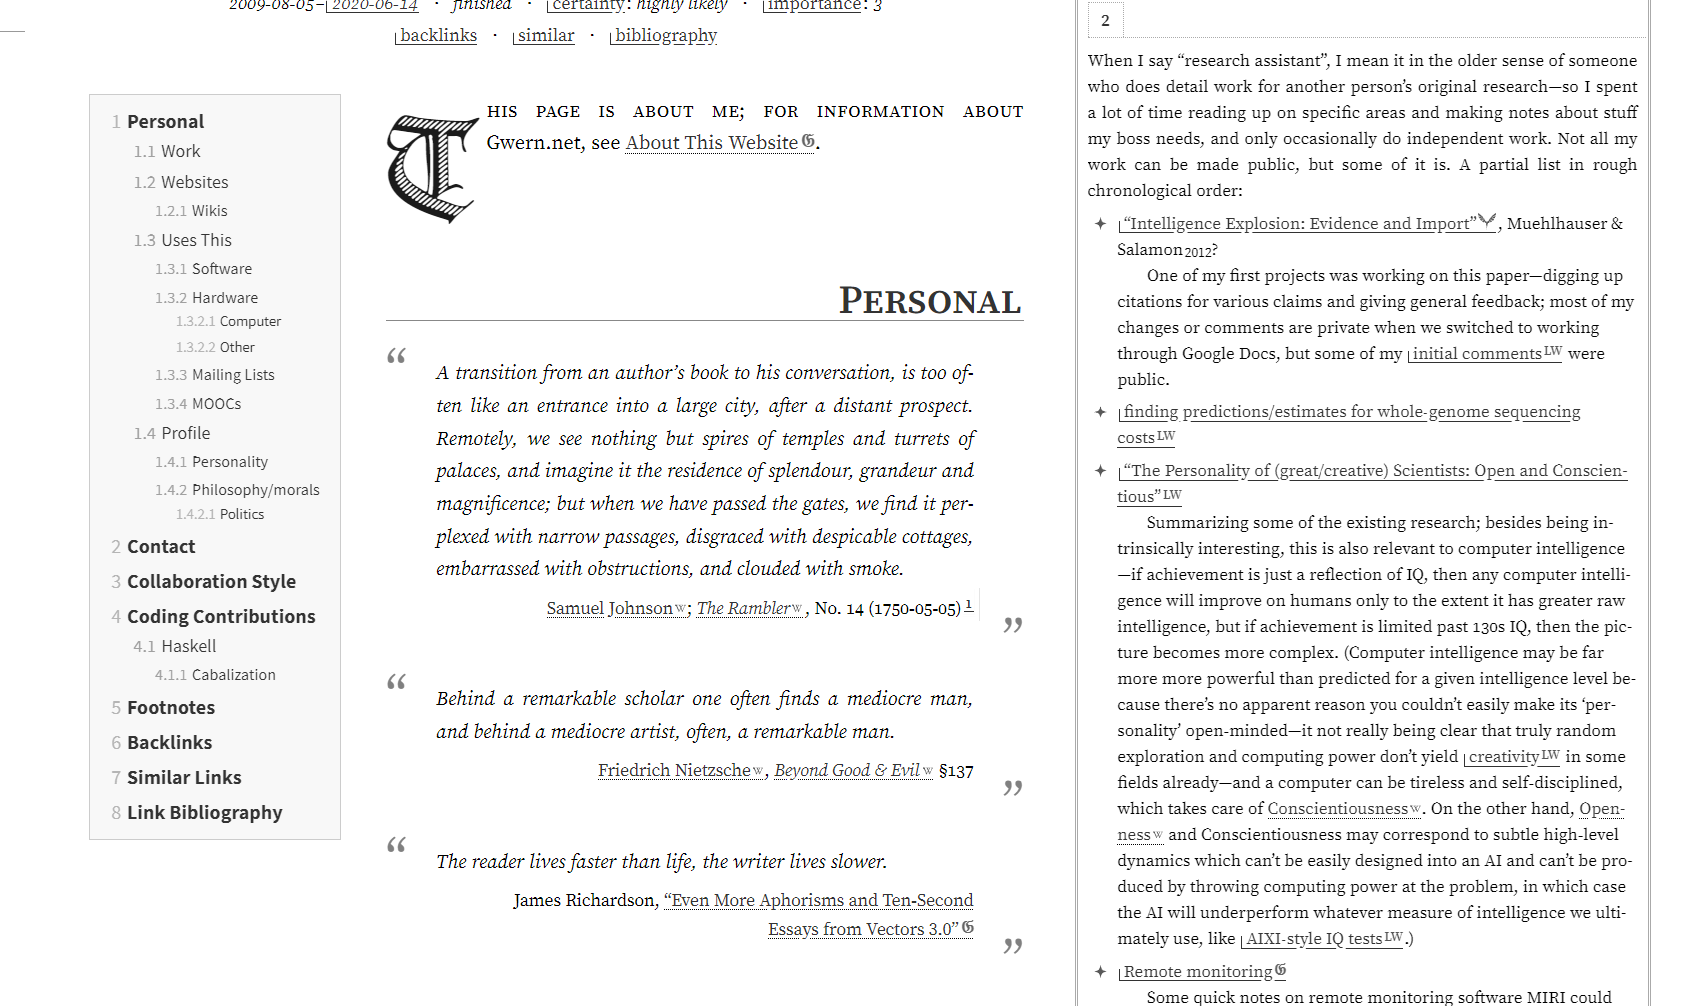 2009-08-05–2020-06-14 · finished · certainty: highly likely · importance: 3
backlinks · similar · bibliography
1 Personal
1.1 Work
1.2 Websites
1.2.1 Wikis
1.3 Uses This
1.3.1 Software
1.3.2 Hardware
1.3.2.1 Computer
1.3.2.2 Other
1.3.3 Mailing Lists
1.3.4 MOOCs
1.4 Profile
1.4.1 Personality
1.4.2 Philosophy/morals
1.4.2.1 Politics
2 Contact
3 Collaboration Style
4 Coding Contributions
4.1 Haskell
4.1.1 Cabalization
5 Footnotes
6 Backlinks
7 Similar Links
8 Link Bibliography
THIS PAGE IS ABOUT ME; FOR INFORMATION ABOUT
Gwern.net, see About This Website.
PERSONAL
“
A transition from an author’s book to his conversation, is too of-
ten like an entrance into a large city, after a distant prospect.
Remotely, we see nothing but spires of temples and turrets of
palaces, and imagine it the residence of splendour, grandeur and
magnificence; but when we have passed the gates, we find it per-
plexed with narrow passages, disgraced with despicable cottages,
embarrassed with obstructions, and clouded with smoke.
Samuel Johnson W; The Rambler W, No. 14 (1750-05-05) 1
”
“
Behind a remarkable scholar one often finds a mediocre man,
and behind a mediocre artist, often, a remarkable man.
Friedrich Nietzsche W, Beyond Good & Evil W §137
”
“
The reader lives faster than life, the writer lives slower.
James Richardson, “Even More Aphorisms and Ten-Second
Essays from Vectors 3.0”
”
2
When I say “research assistant”, I mean it in the older sense of someone
who does detail work for another person’s original research—so I spent
a lot of time reading up on specific areas and making notes about stuff
my boss needs, and only occasionally do independent work. Not all my
work can be made public, but some of it is. A partial list in rough
chronological order:
“Intelligence Explosion: Evidence and Import”, Muehlhauser &
Salamon 2012?
One of my first projects was working on this paper—digging up
citations for various claims and giving general feedback; most of my
changes or comments are private when we switched to working
through Google Docs, but some of my initial comments LW were
public.
finding predictions/estimates for whole-genome sequencing
costs LW
“The Personality of (great/creative) Scientists: Open and Conscien-
tious” LW
Summarizing some of the existing research; besides being in-
trinsically interesting, this is also relevant to computer intelligence
—if achievement is just a reflection of IQ, then any computer intelli-
gence will improve on humans only to the extent it has greater raw
intelligence, but if achievement is limited past 130s IQ, then the pic-
ture becomes more complex. (Computer intelligence may be far
more more powerful than predicted for a given intelligence level be-
cause there’s no apparent reason you couldn’t easily make its ‘per-
sonality’ open-minded—it not really being clear that truly random
exploration and computing power don’t yield creativity LW in some
fields already—and a computer can be tireless and self-disciplined,
which takes care of Conscientiousness W. On the other hand, Open-
ness W and Conscientiousness may correspond to subtle high-level
dynamics which can’t be easily designed into an AI and can’t be pro-
duced by throwing computing power at the problem, in which case
the AI will underperform whatever measure of intelligence we ulti-
mately use, like AIXI-style IQ tests LW.)
Remote monitoring
Some quick notes on remote monitoring software MIRI could